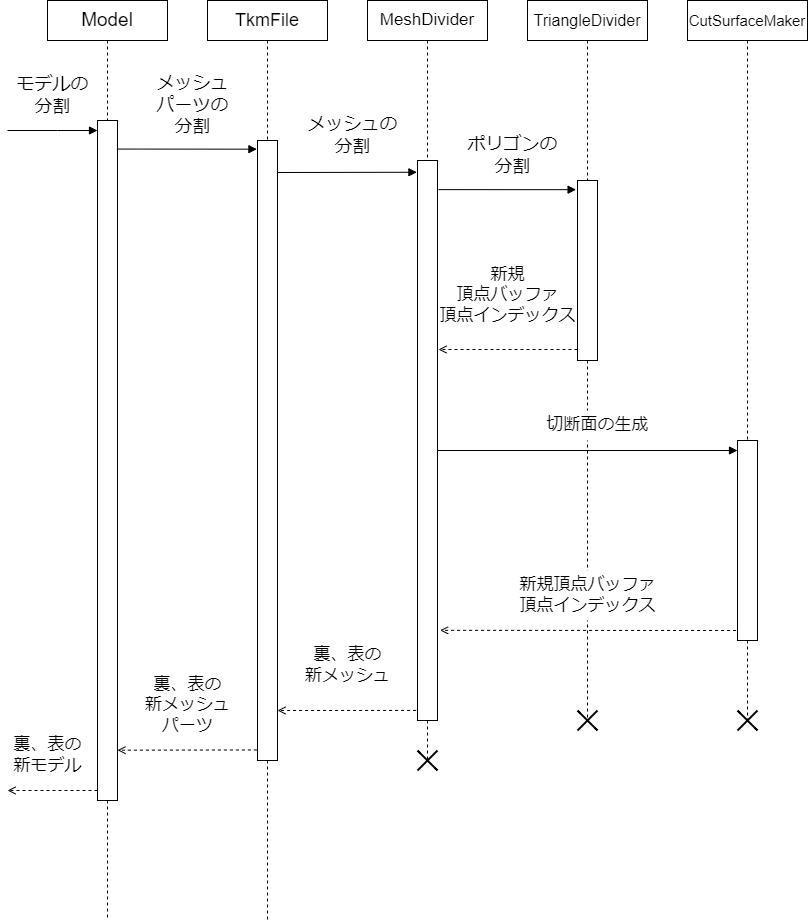 Model
TkmFile
MeshDivider
TriangleDivider
CutSurfaceMaker
モデルの
分割
メッシュ
パーツの
分割
メッシュの
分割
ポリゴンの
分割
新規
頂点バッファ
頂点インデックス
切断面の生成
新規頂点バッファ
頂点インデックス
裏、表の
新メッシュ
裏、表の
新メッシュ
パーツ
裏、表の
新モデル